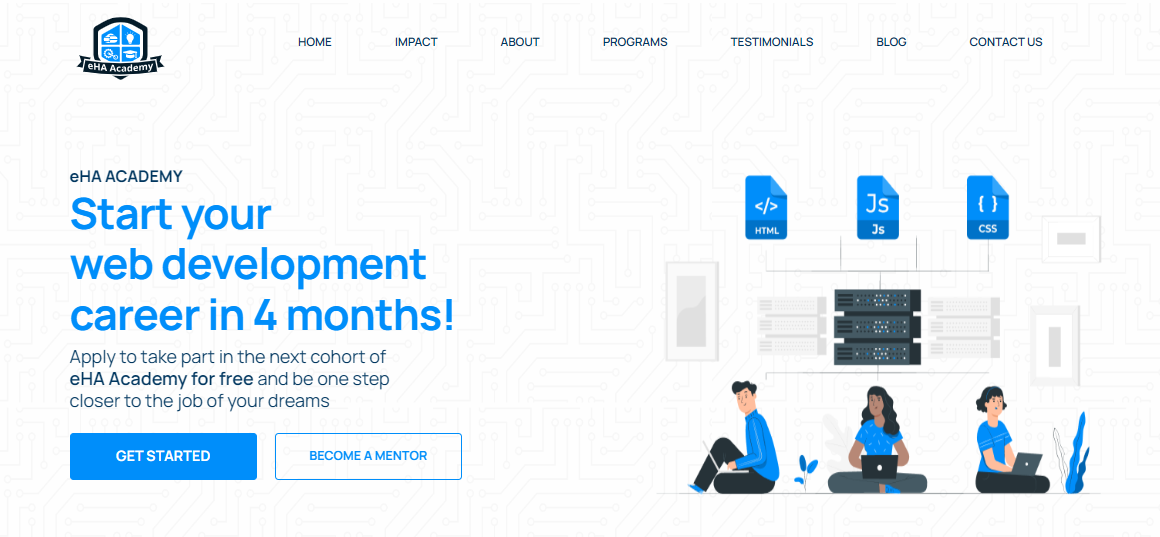 eHA Academy
HOME IMPACT ABOUT PROGRAMS TESTIMONIALS BLOG CONTACT US
eHA ACADEMY
Start your
web development
career in 4 months!
Apply to take part in the next cohort of
eHA Academy for free and be one step
closer to the job of your dreams
GET STARTED BECOME A MENTOR
</> Js { }
HTML Js CSS